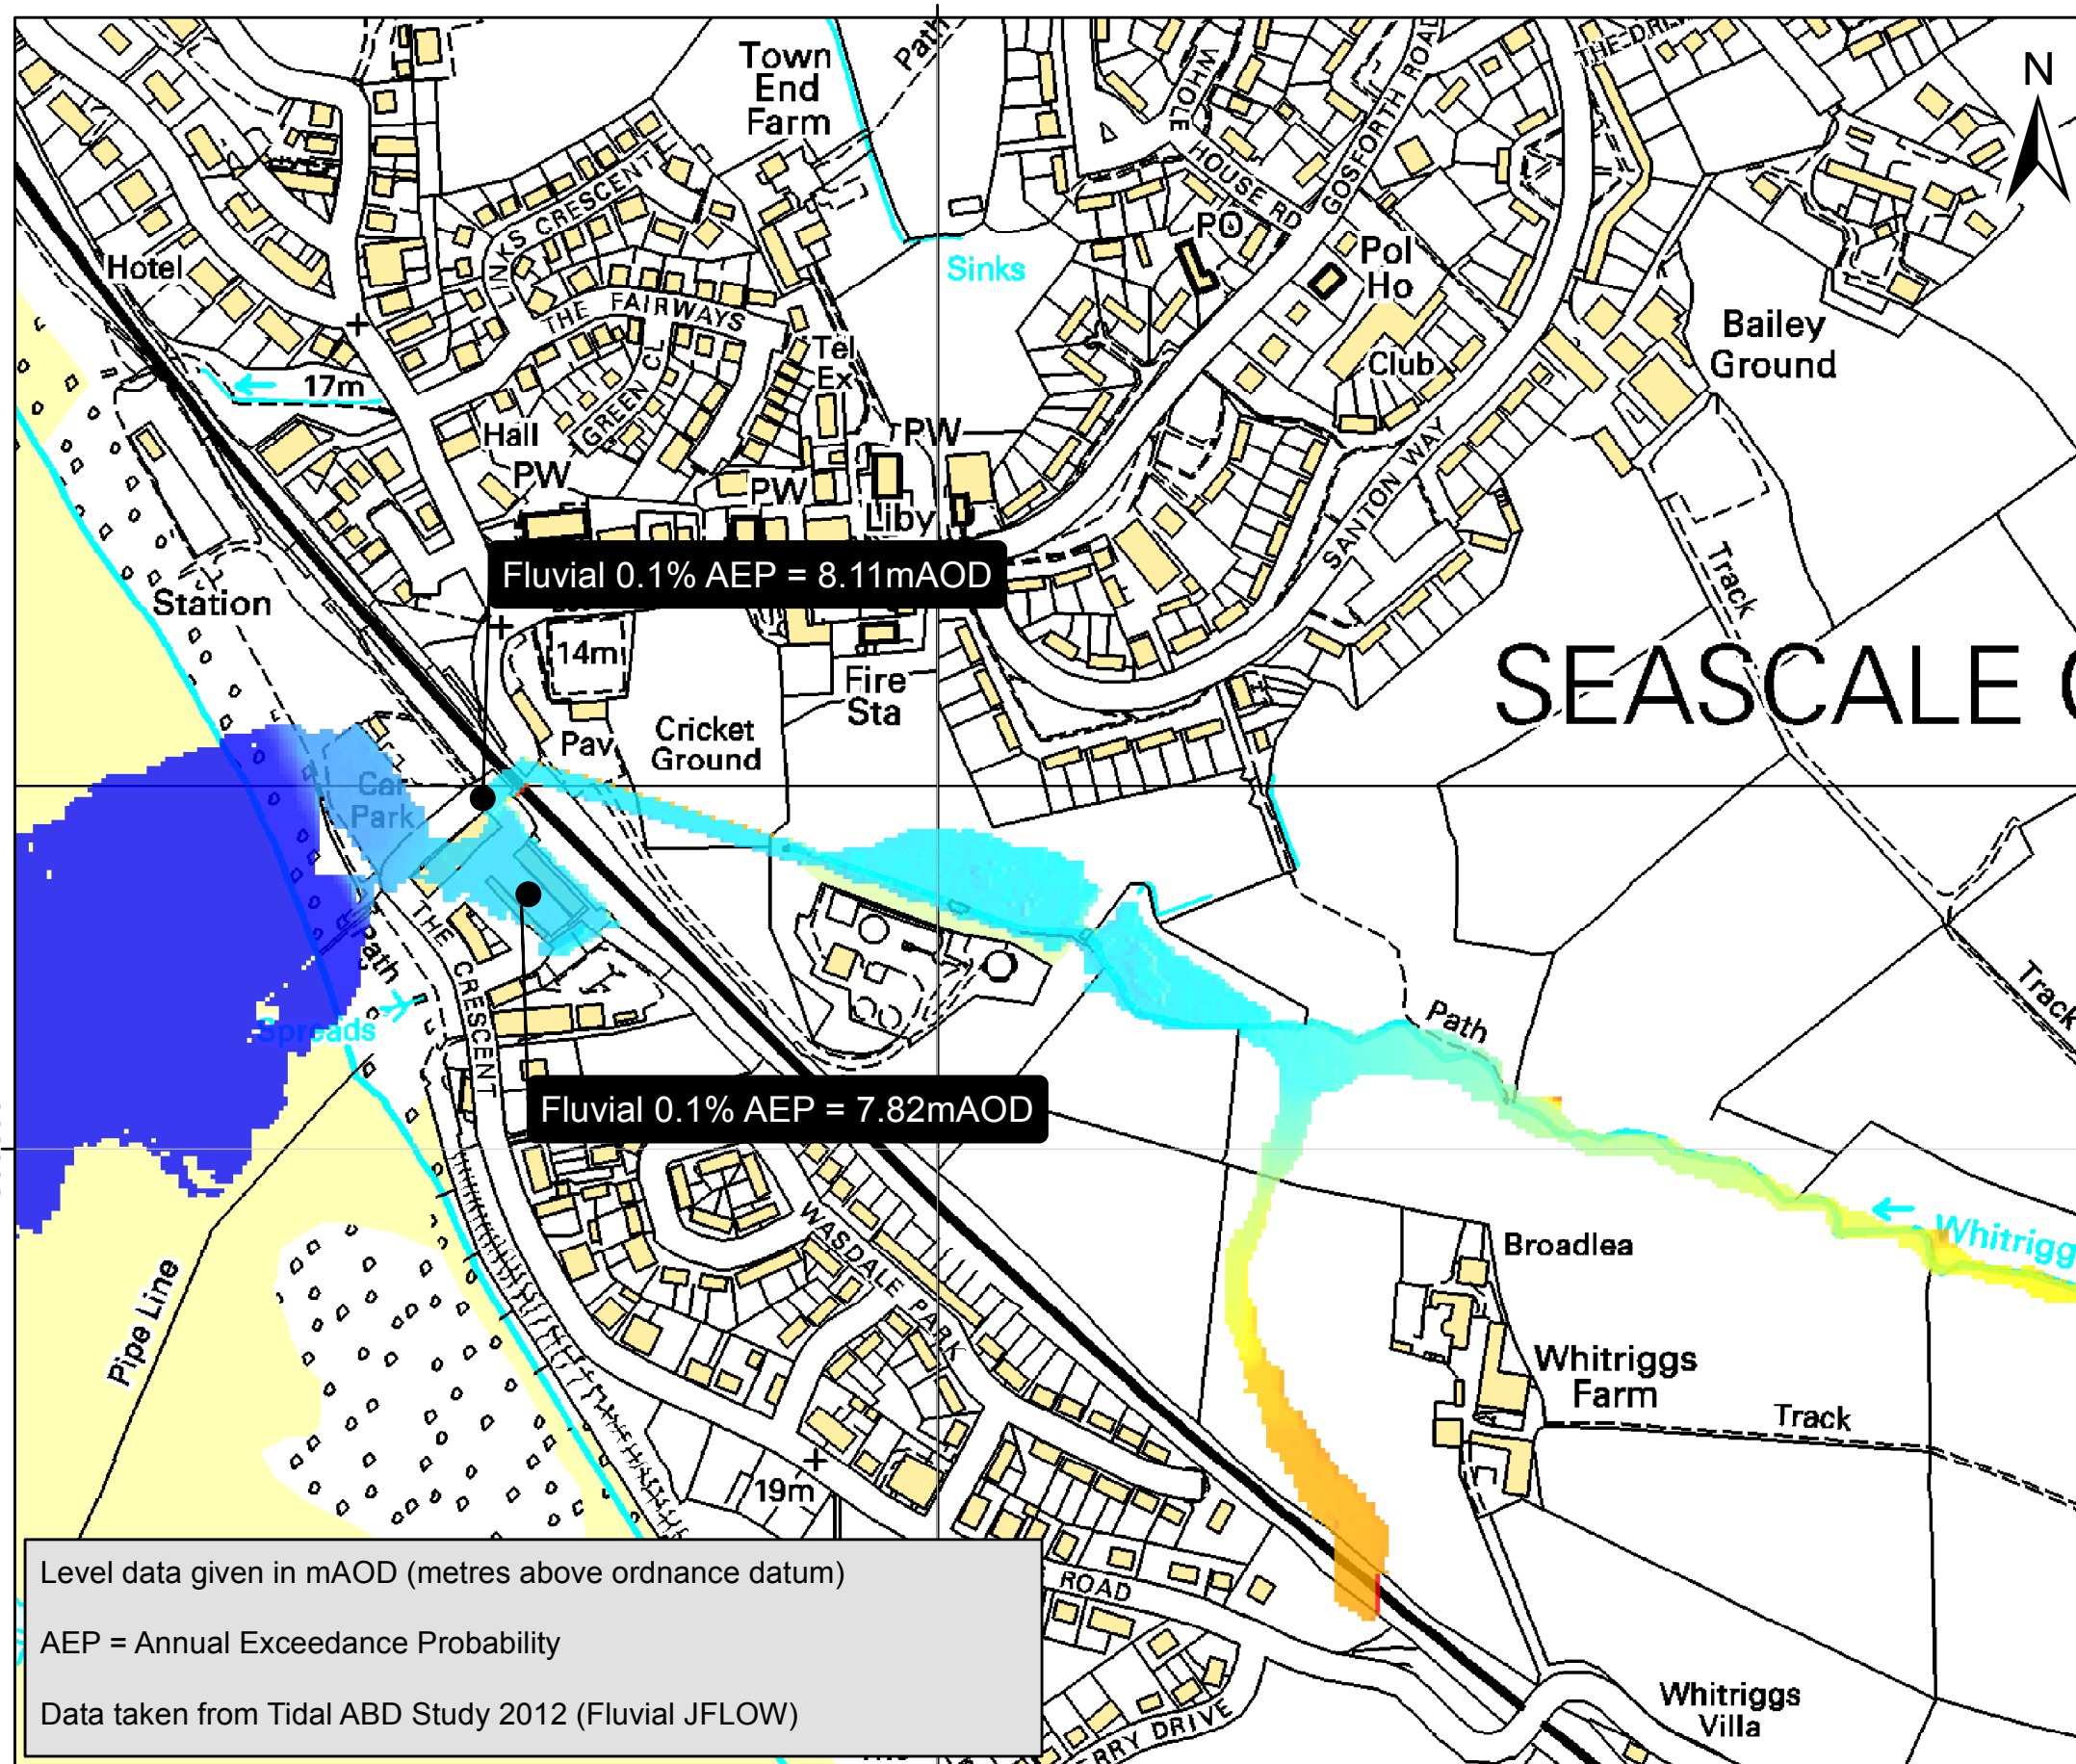 Town
End
Farm
Path
WHOLE
HOUSE RD
GOSFORTH ROAD
N
LINKS CRESCENT
Hotel
Sinks
PO
Pol
Ho
THE FAIRWAYS
Bailey
Ground
Tel
Ex
Club
17m
GREEN CL
Hall
PW
PW
PW
Liby
SANTON WAY
Track
Fluvial 0.1% AEP = 8.11mAOD
Station
14m
Fire
Sta
SEASCALE
Pav
Cricket
Ground
Car
Park
THE CRESCENT
Path
Spreads
Path
Track
Fluvial 0.1% AEP = 7.82mAOD
Whitrigg
Broadlea
WASDALE PARK
Pipe Line
Whitriggs
Farm
Track
19m
ROAD
Whitriggs
Villa
Level data given in mAOD (metres above ordnance datum)
AEP = Annual Exceedance Probability
Data taken from Tidal ABD Study 2012 (Fluvial JFLOW)
DRIVE